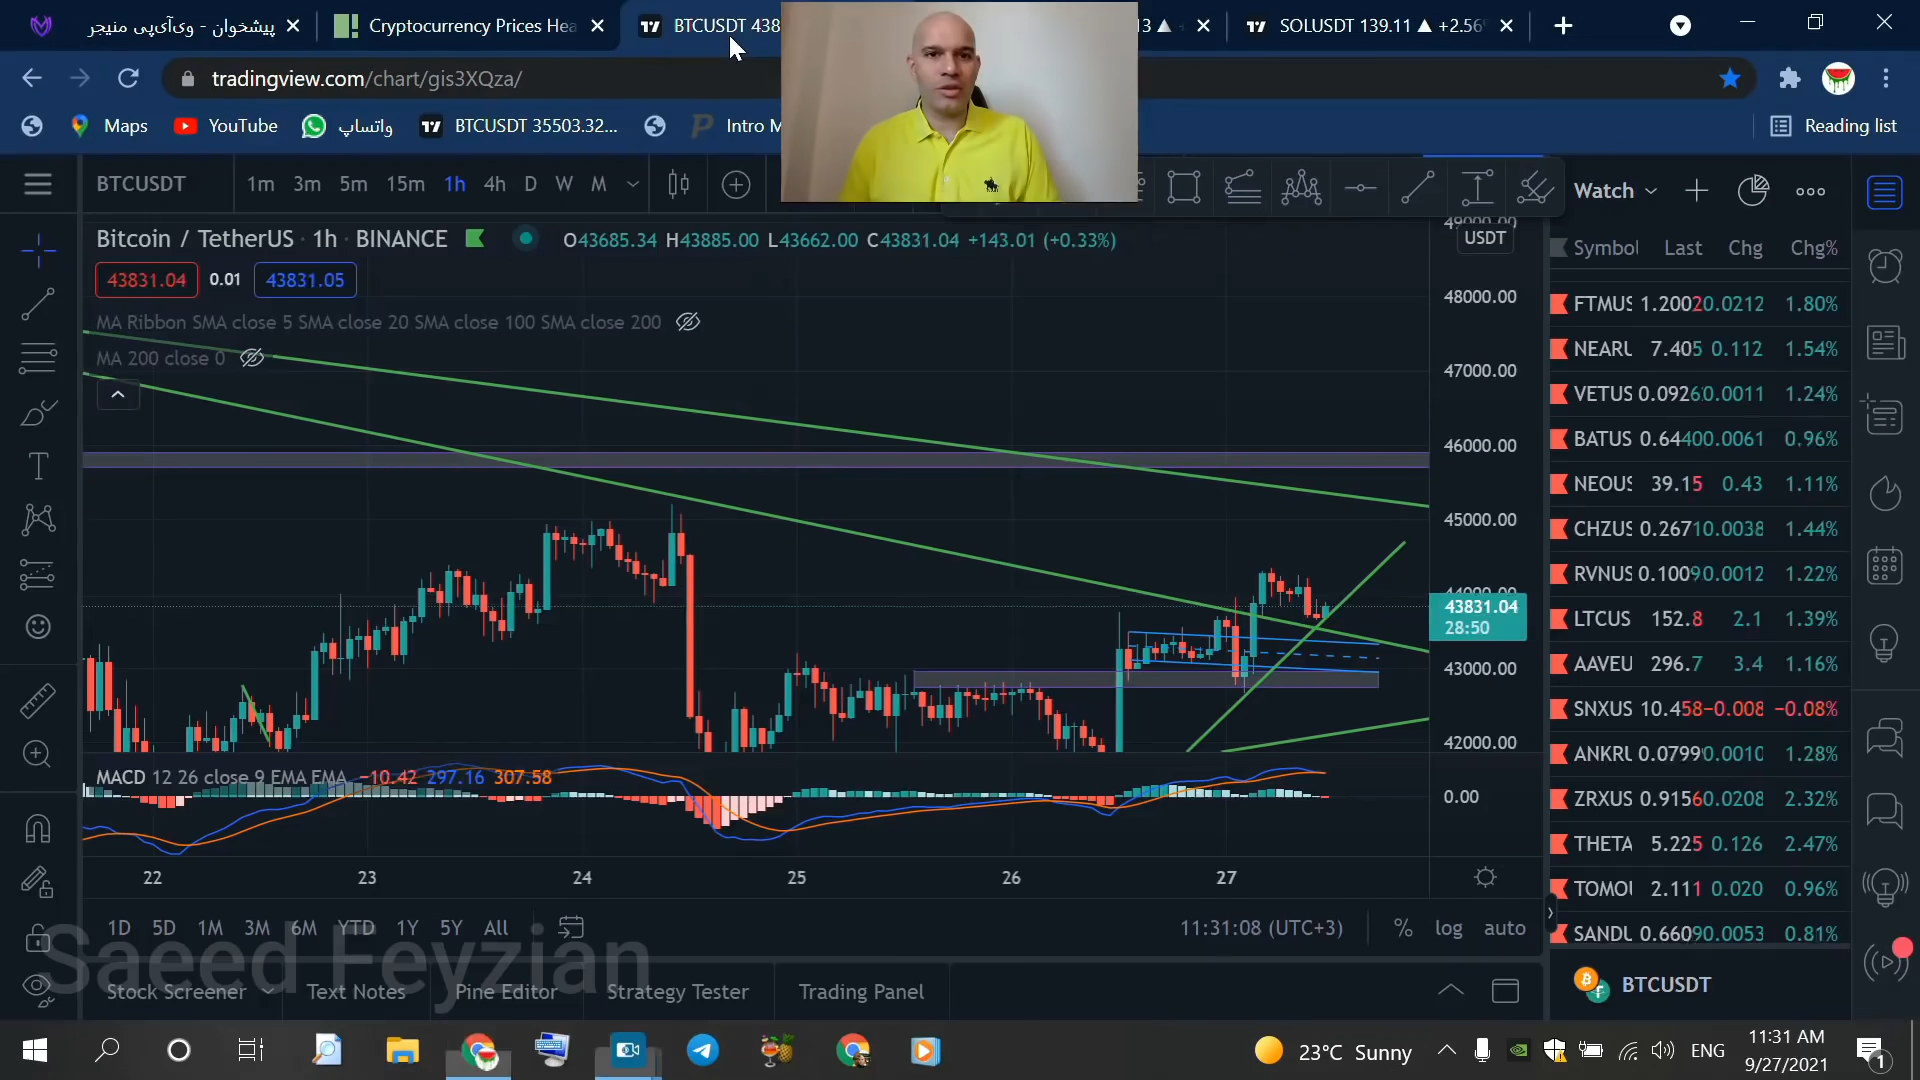 پیشخوان - وی‌آی‌پی منیجر
Cryptocurrency Prices Hea
BTCUSDT 438
13 ▲
SOLUSDT 139.11 ▲ +2.56
tradingview.com/chart/gis3XQza/
Maps
YouTube
واتساپ
BTCUSDT 35503.32...
Intro M
Reading list
BTCUSDT
1m 3m 5m 15m 1h 4h D W M
Watch
Bitcoin / TetherUS · 1h · BINANCE
O43685.34 H43885.00 L43662.00 C43831.04 +143.01 (+0.33%)
43831.04 0.01 43831.05
MA Ribbon SMA close 5 SMA close 20 SMA close 100 SMA close 200
MA 200 close 0
49000.00
USDT
48000.00
47000.00
46000.00
45000.00
44000.00
43831.04
28:50
43000.00
42000.00
MACD 12 26 close 9 EMA EMA −10.42 297.16 307.58
0.00
22 23 24 25 26 27
1D 5D 1M 3M 6M YTD 1Y 5Y All
11:31:08 (UTC+3)
% log auto
Saeed Feyzian
Stock Screener Text Notes Pine Editor Strategy Tester Trading Panel
Symbol Last Chg Chg%
FTMUS 1.2002 0.0212 1.80%
NEARU 7.405 0.112 1.54%
VETUS 0.0926 0.0011 1.24%
BATUS 0.6440 0.0061 0.96%
NEOUS 39.15 0.43 1.11%
CHZUS 0.2671 0.0038 1.44%
RVNUS 0.1009 0.0012 1.22%
LTCUS 152.8 2.1 1.39%
AAVEU 296.7 3.4 1.16%
SNXUS 10.458 −0.008 −0.08%
ANKRU 0.0799 0.0010 1.28%
ZRXUS 0.9156 0.0208 2.32%
THETA 5.225 0.126 2.47%
TOMOU 2.111 0.020 0.96%
SANDU 0.6609 0.0053 0.81%
BTCUSDT
23°C Sunny
ENG
11:31 AM
9/27/2021
1